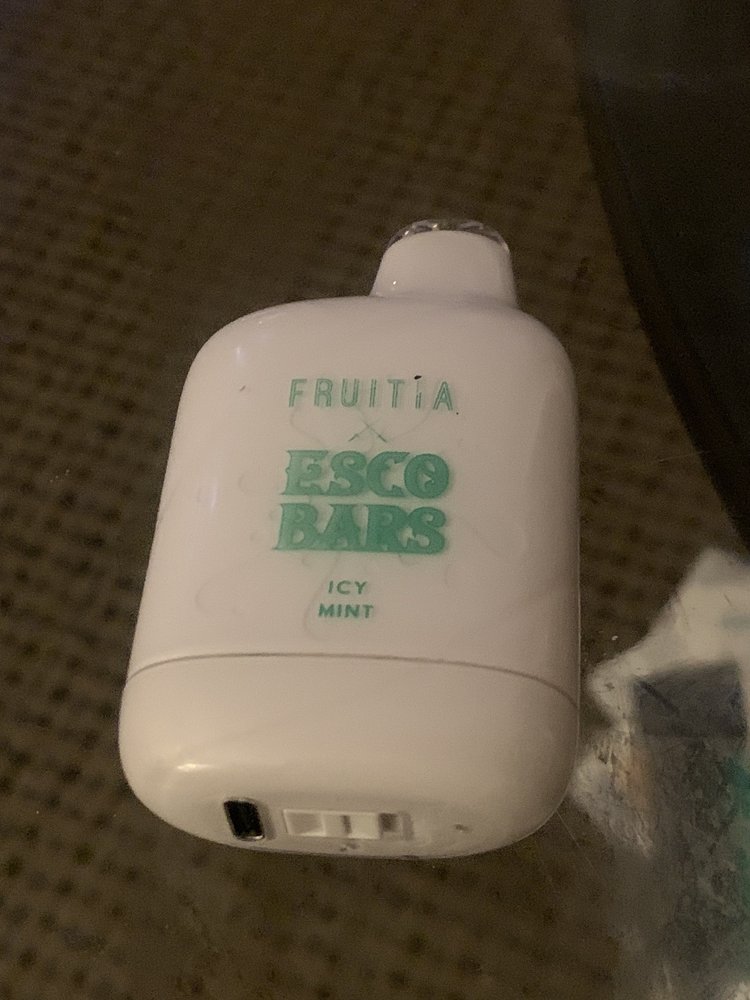 FRUITiA
X
ESCO
BARS
ICY
MINT